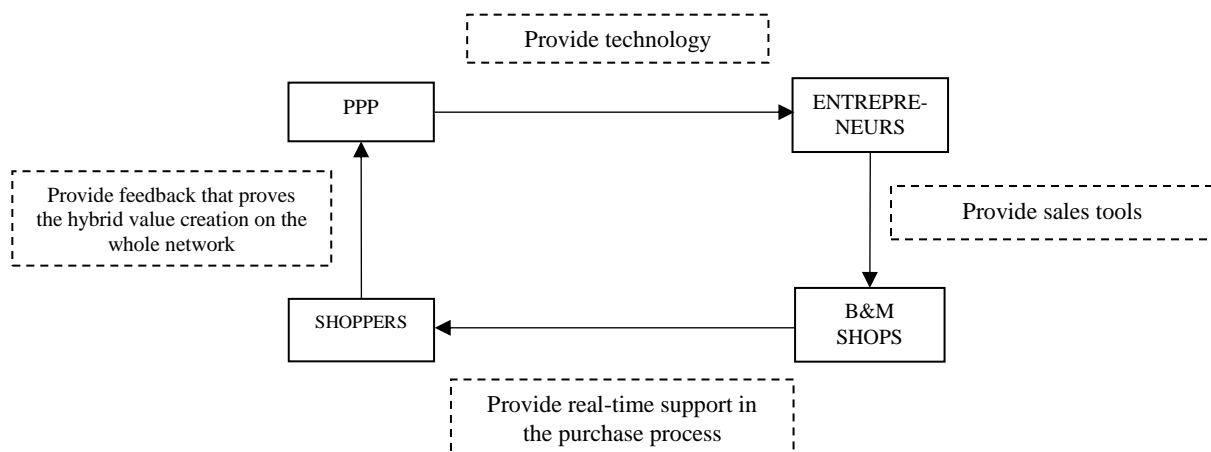 Provide technology
PPP
ENTREPRE-
NEURS
Provide feedback that proves
the hybrid value creation on the
whole network
Provide sales tools
SHOPPERS
B&M
SHOPS
Provide real-time support in
the purchase process